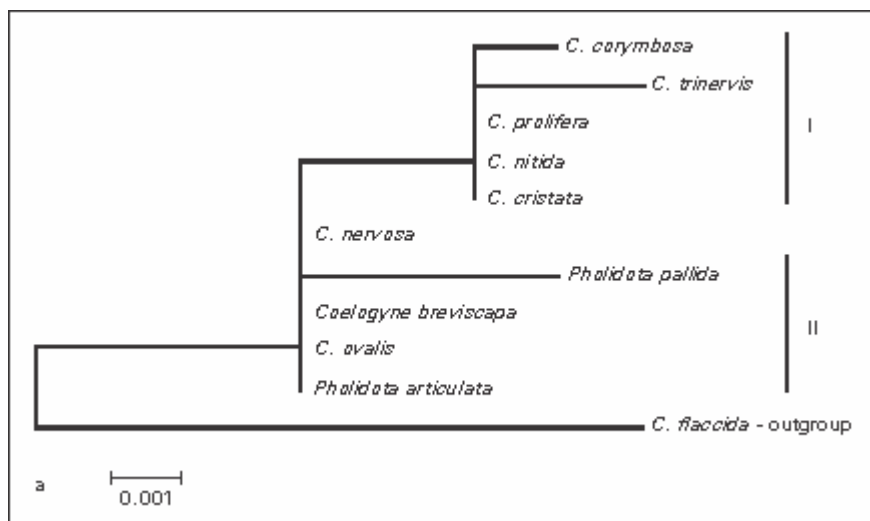 C. corymbosa
C. trinervis
C. prolifera
I
C. nitida
C. cristata
C. nervosa
Pholidota pallida
Coelogyne breviscapa
II
C. ovalis
Pholidota articulata
C. flaccida - outgroup
a
0.001